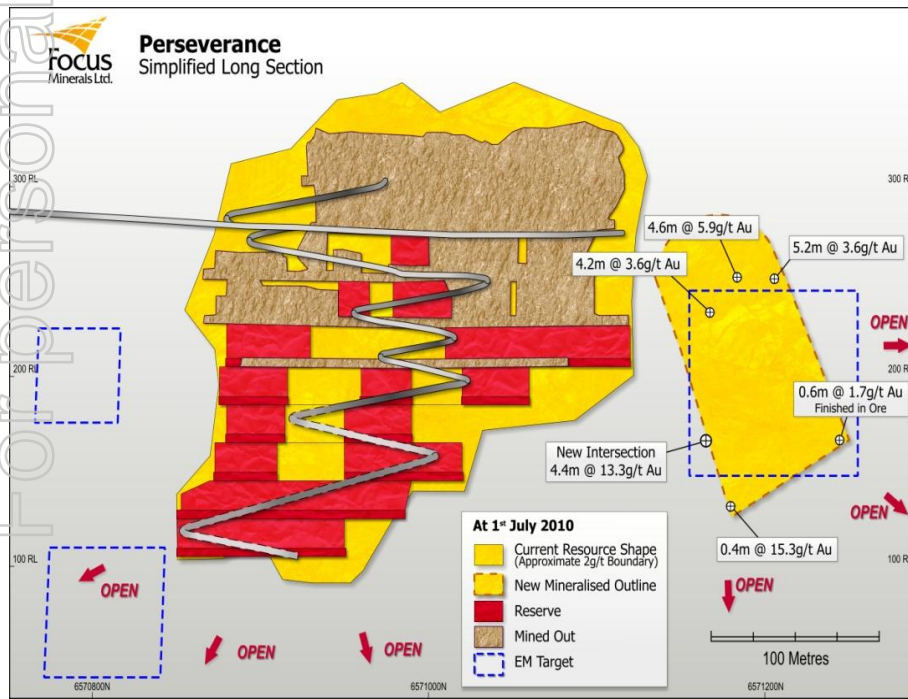 For personal
Focus
Minerals Ltd.
Perseverance
Simplified Long Section
300 RL
300 RL
4.6m @ 5.9g/t Au
5.2m @ 3.6g/t Au
4.2m @ 3.6g/t Au
OPEN
200 RL
200 RL
0.6m @ 1.7g/t Au
Finished in Ore
New Intersection
4.4m @ 13.3g/t Au
OPEN
At 1st July 2010
Current Resource Shape
(Approximate 2g/t Boundary)
New Mineralised Outline
Reserve
Mined Out
EM Target
0.4m @ 15.3g/t Au
100 RL
100 RL
OPEN
OPEN
OPEN
OPEN
100 Metres
6570800N
6571000N
6571200N